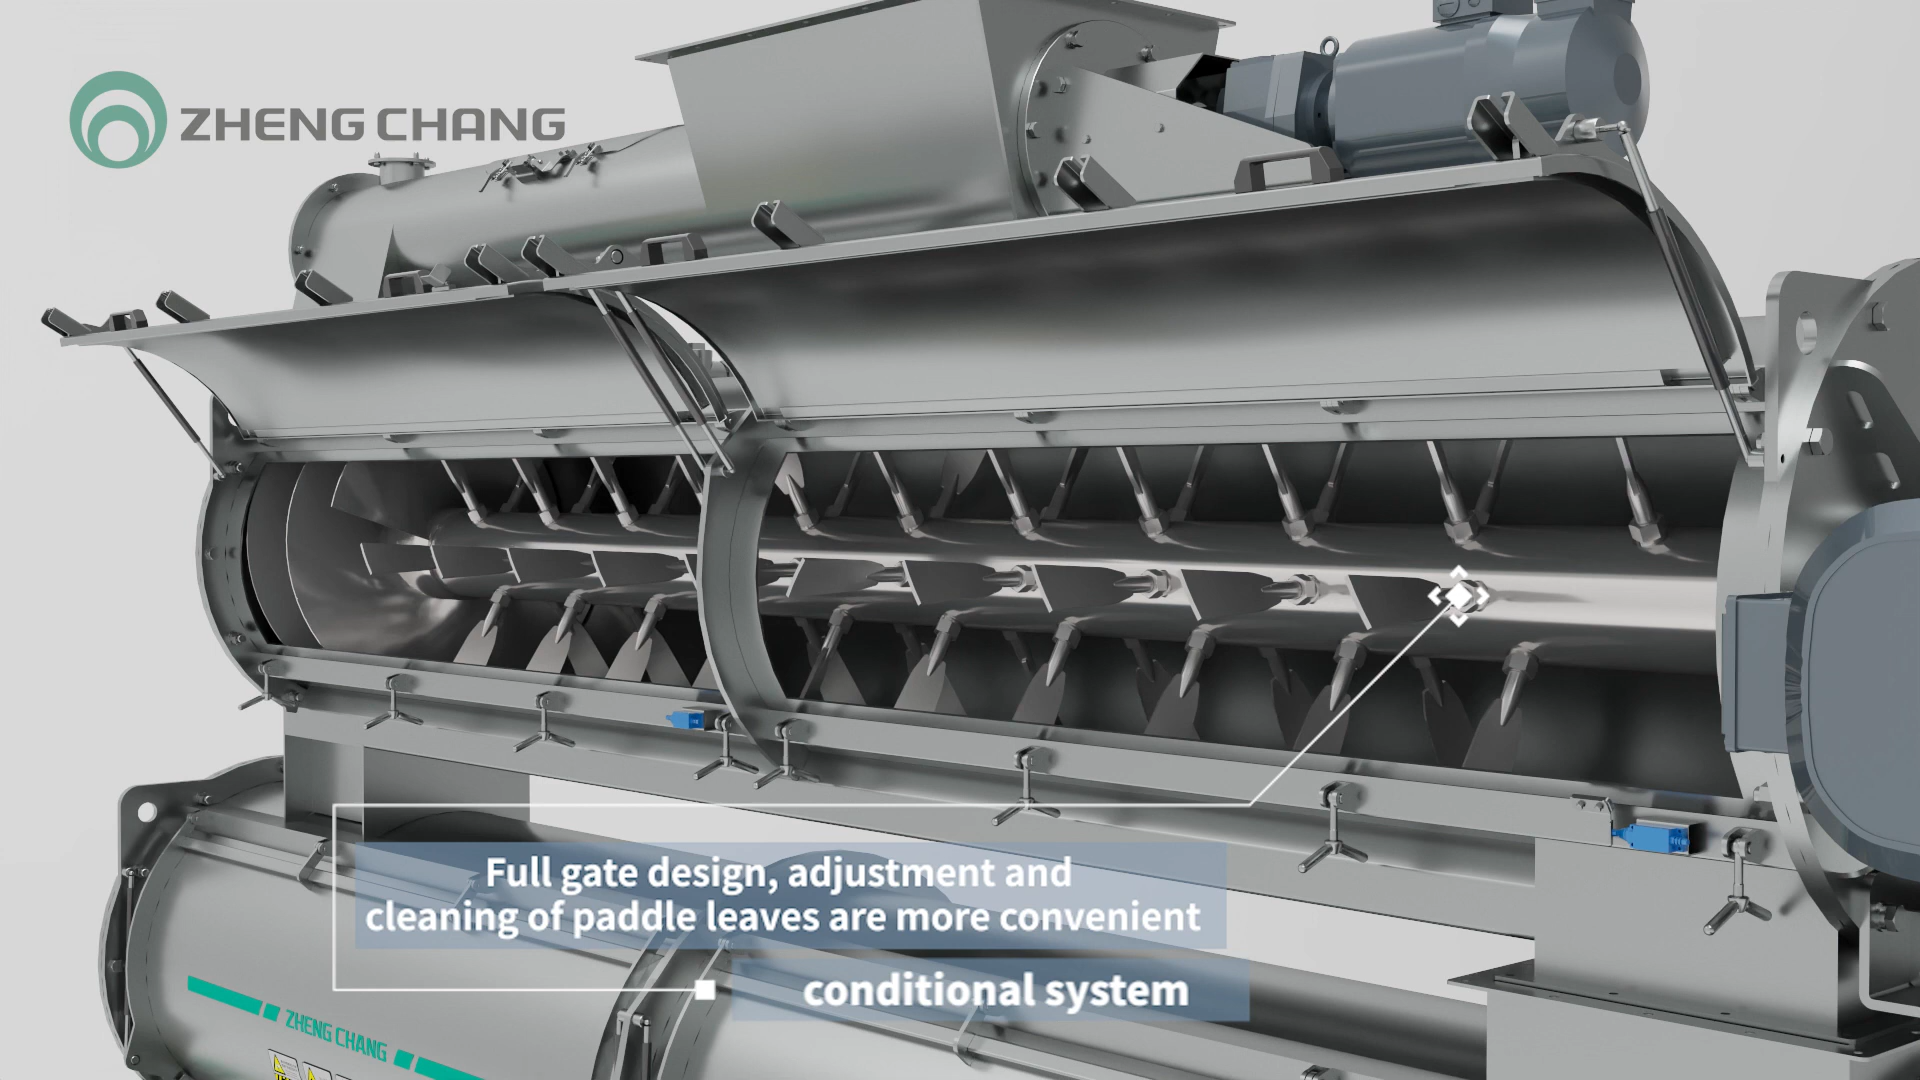 ZHENG CHANG
Full gate design, adjustment and
cleaning of paddle leaves are more convenient
conditional system
ZHENG CHANG